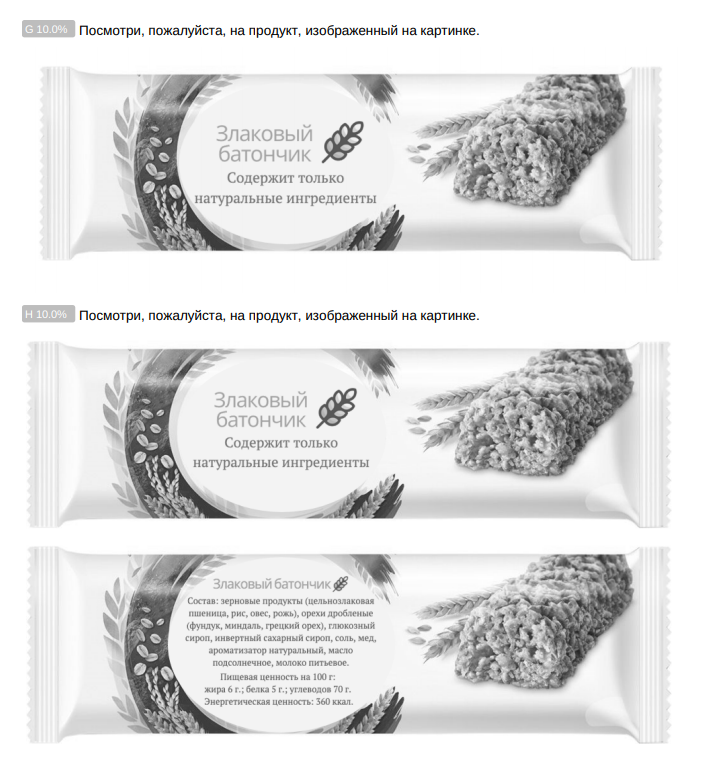 G 10.0% Посмотри, пожалуйста, на продукт, изображенный на картинке.
Злаковый
батончик
Содержит только
натуральные ингредиенты
H 10.0% Посмотри, пожалуйста, на продукт, изображенный на картинке.
Злаковый
батончик
Содержит только
натуральные ингредиенты
Злаковый батончик
Состав: зерновые продукты (цельнозлаковая
пшеница, рис, овес, рожь), орехи дробленые
(фундук, миндаль, грецкий орех), глюкозный
сироп, инвертный сахарный сироп, соль, мед,
ароматизатор натуральный, масло
подсолнечное, молоко питьевое.
Пищевая ценность на 100 г:
жира 6 г.; белка 5 г.; углеводов 70 г.
Энергетическая ценность: 360 ккал.